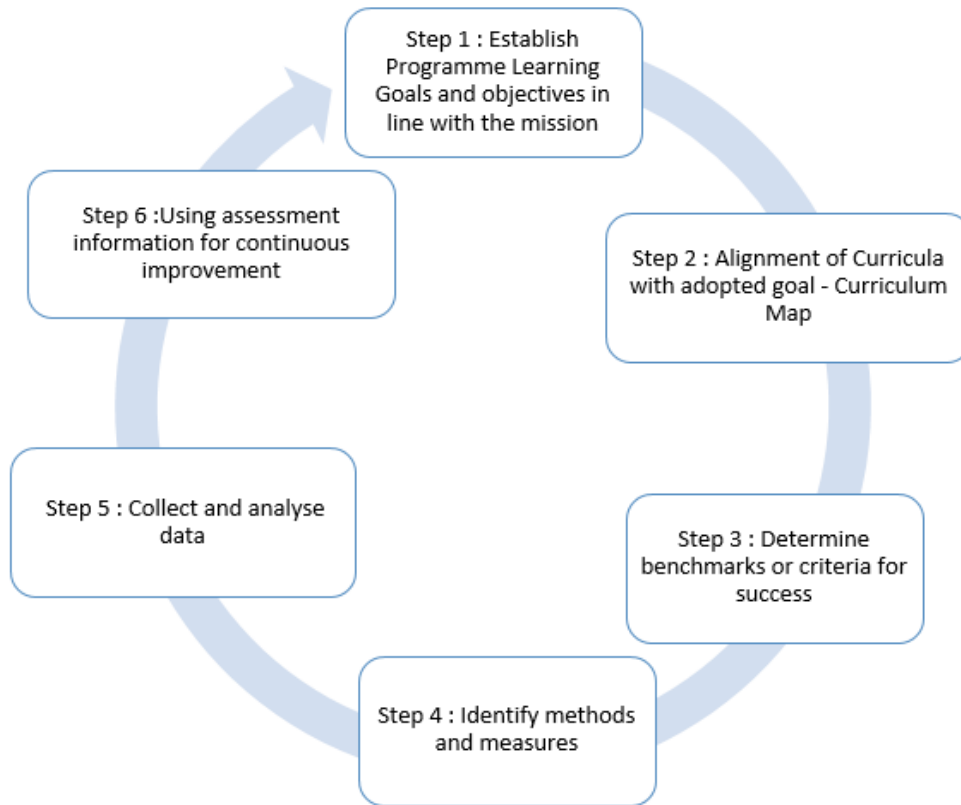 Step 1 : Establish
Programme Learning
Goals and objectives in
line with the mission
Step 2 : Alignment of Curricula
with adopted goal - Curriculum
Map
Step 3 : Determine
benchmarks or criteria for
success
Step 4 : Identify methods
and measures
Step 5 : Collect and analyse
data
Step 6 :Using assessment
information for continuous
improvement